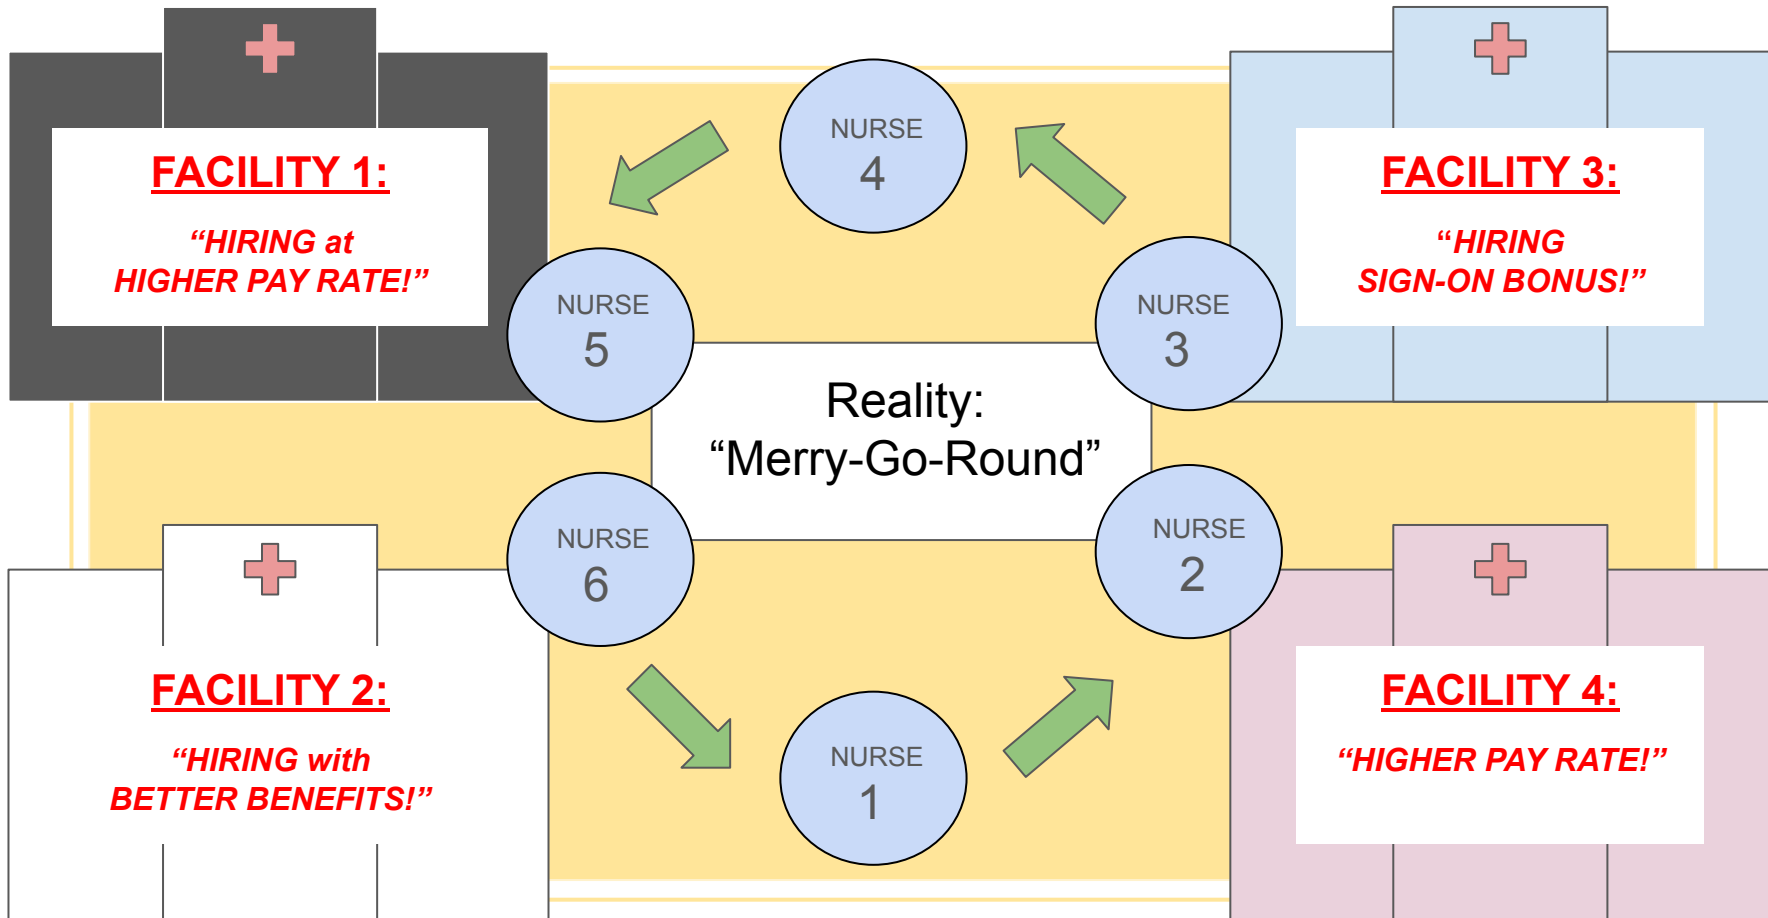 FACILITY 1:
“HIRING at
HIGHER PAY RATE!”
NURSE
4
FACILITY 3:
“HIRING
SIGN-ON BONUS!”
NURSE
5
NURSE
3
Reality:
“Merry-Go-Round”
NURSE
6
NURSE
2
FACILITY 2:
“HIRING with
BETTER BENEFITS!”
NURSE
1
FACILITY 4:
“HIGHER PAY RATE!”